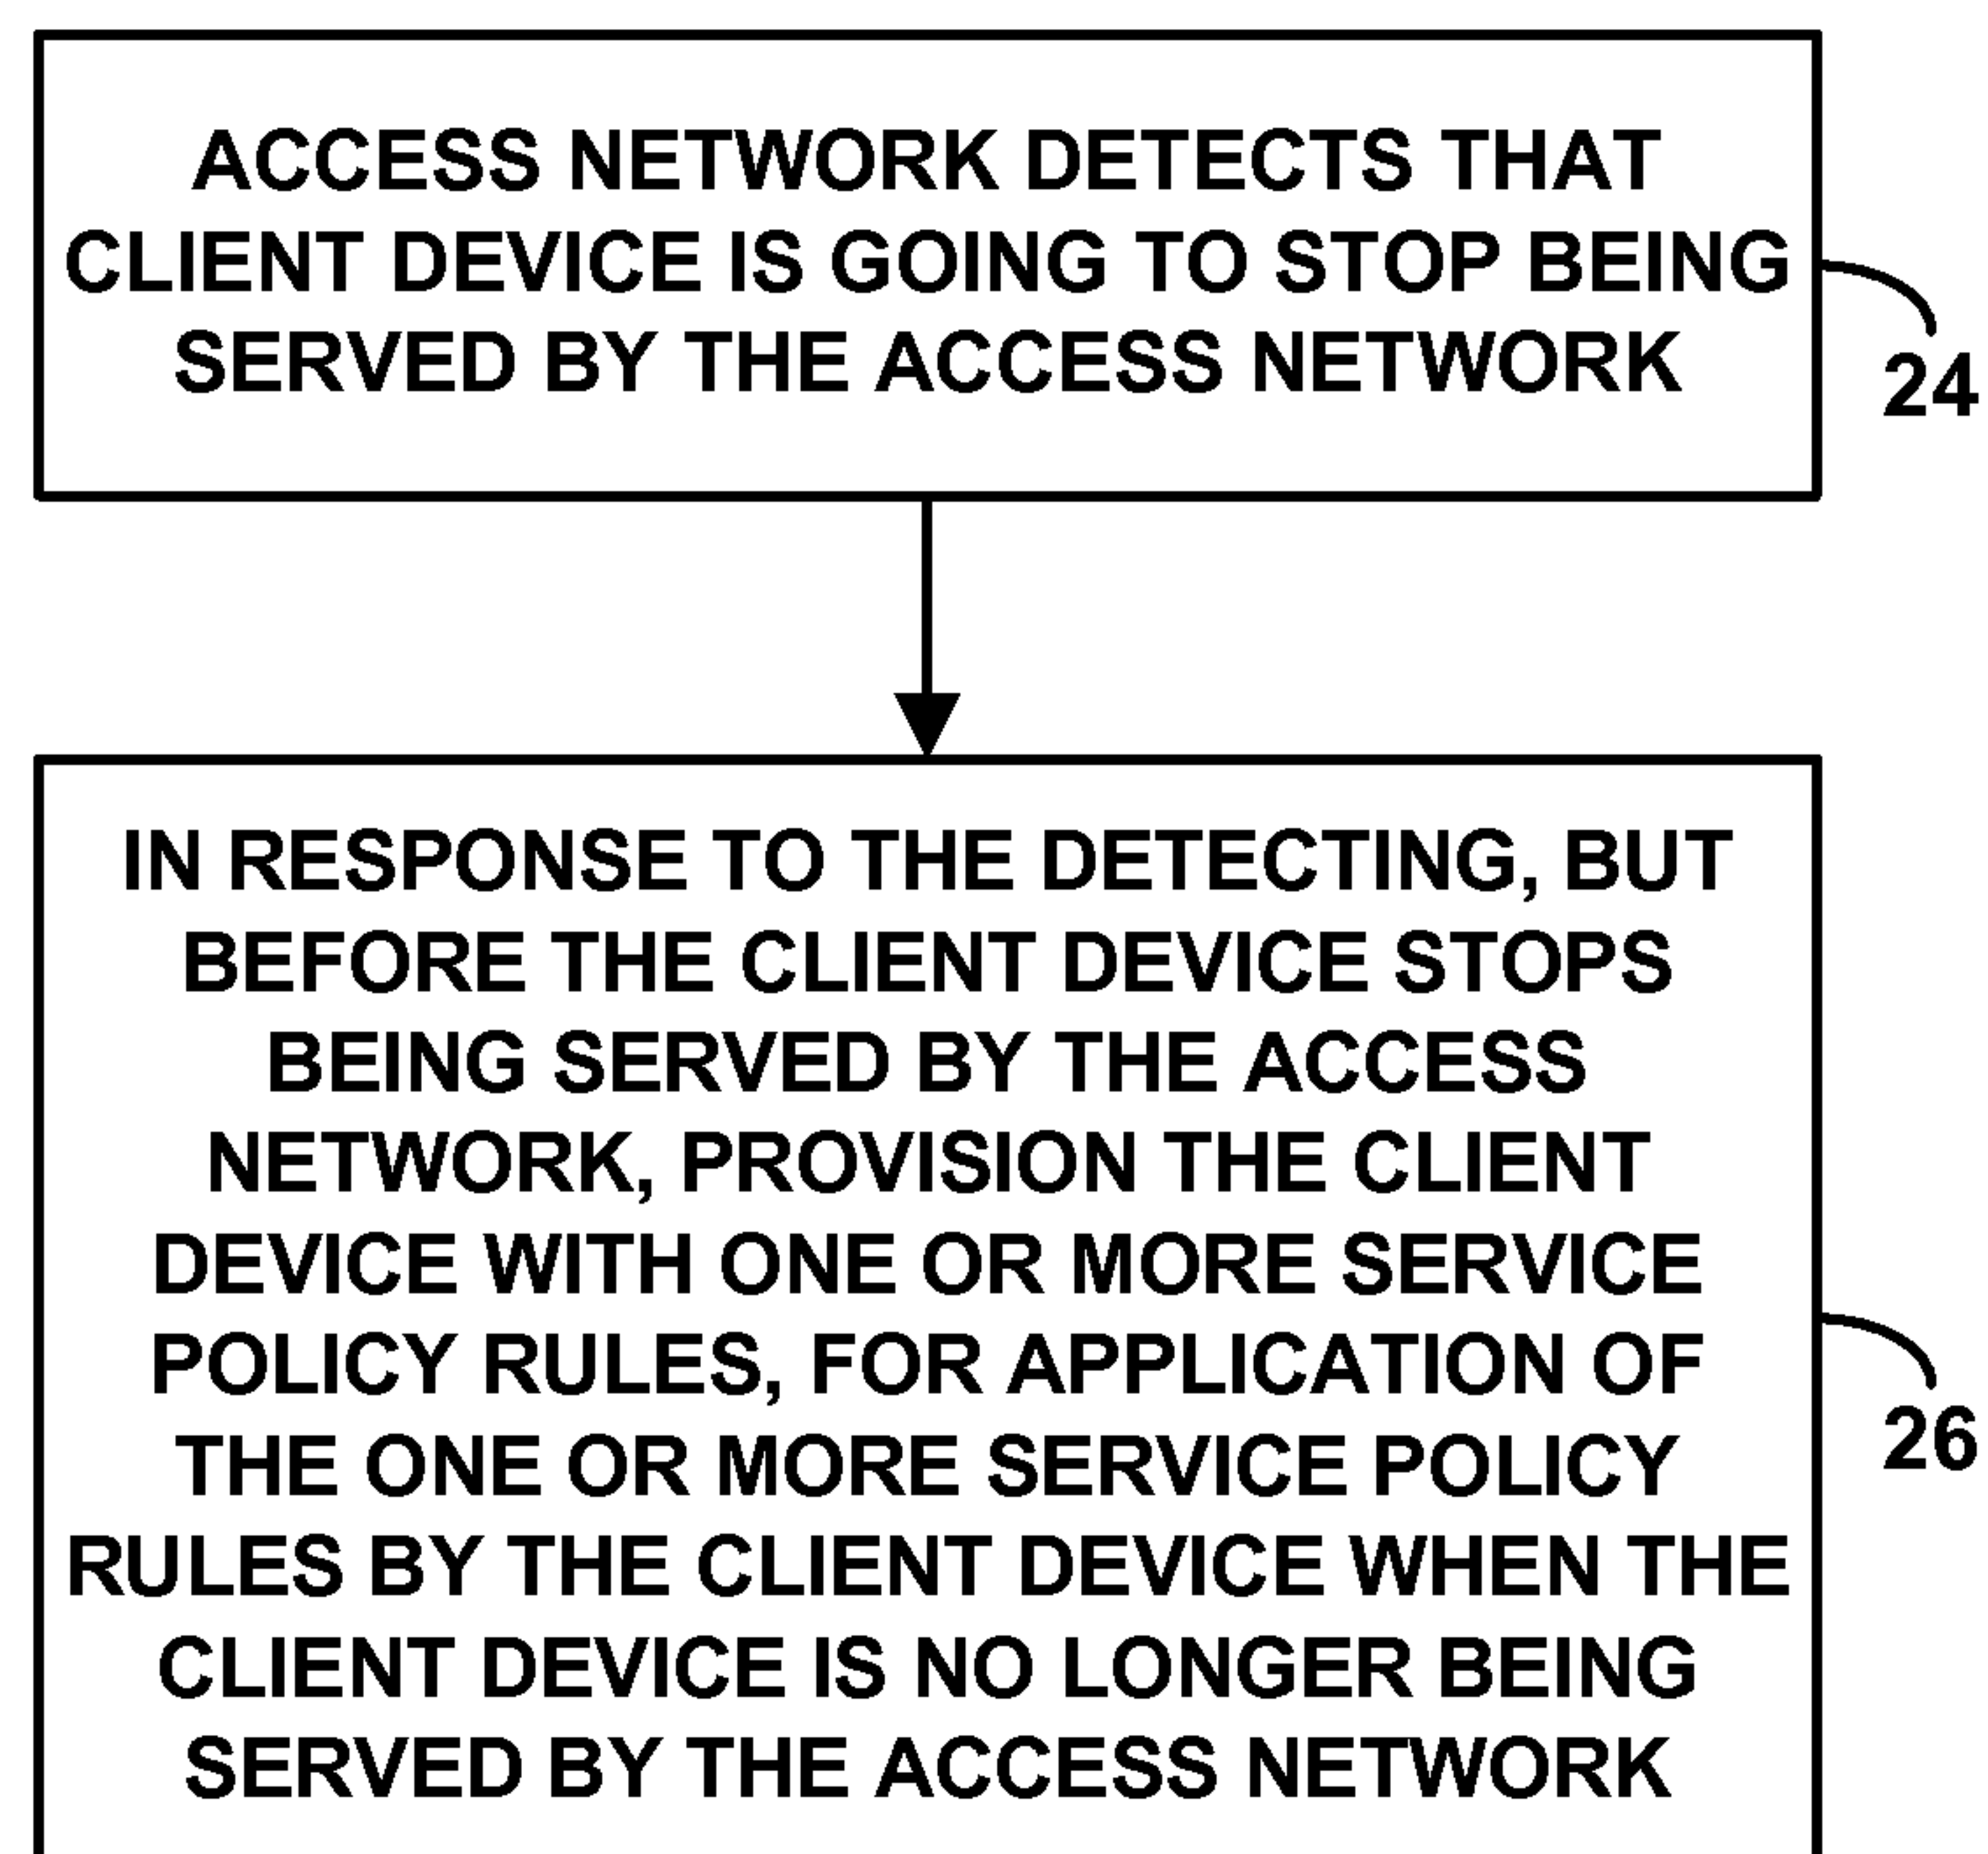 ACCESS NETWORK DETECTS THAT
CLIENT DEVICE IS GOING TO STOP BEING
SERVED BY THE ACCESS NETWORK
24
IN RESPONSE TO THE DETECTING, BUT
BEFORE THE CLIENT DEVICE STOPS
BEING SERVED BY THE ACCESS
NETWORK, PROVISION THE CLIENT
DEVICE WITH ONE OR MORE SERVICE
POLICY RULES, FOR APPLICATION OF
THE ONE OR MORE SERVICE POLICY
RULES BY THE CLIENT DEVICE WHEN THE
CLIENT DEVICE IS NO LONGER BEING
SERVED BY THE ACCESS NETWORK
26